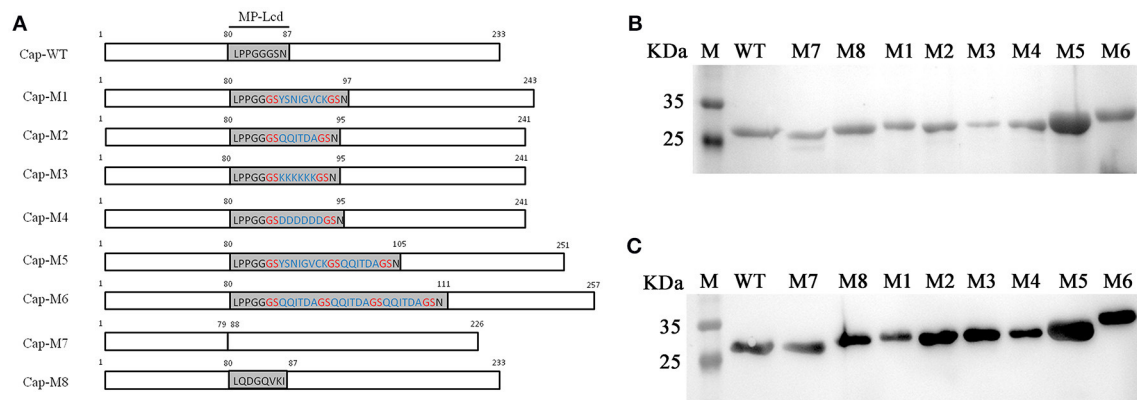 A
MP-Lcd
1 80 87 233
Cap-WT LPPGGGSN
1 80 97 243
Cap-M1 LPPGGGSYSNIGVCKGSN
1 80 95 241
Cap-M2 LPPGGGSQQITDAGSN
1 80 95 241
Cap-M3 LPPGGGSKKKKKKGSN
1 80 95 241
Cap-M4 LPPGGGSDDDDDDGSN
1 80 105 251
Cap-M5 LPPGGGSYSNIGVCKGSQQITDAGSN
1 80 111 257
Cap-M6 LPPGGGSQQITDAGSQQITDAGSQQITDAGSN
1 79 88 226
Cap-M7
1 80 87 233
Cap-M8 LQDGQVKI
B
KDa M WT M7 M8 M1 M2 M3 M4 M5 M6
35
25
C
KDa M WT M7 M8 M1 M2 M3 M4 M5 M6
35
25